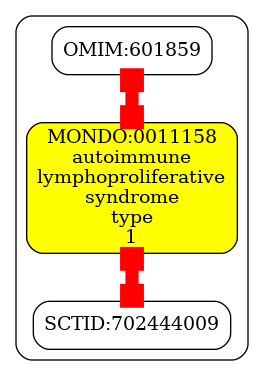 OMIM:601859
MONDO:0011158
autoimmune
lymphoproliferative
syndrome
type
1
SCTID:702444009